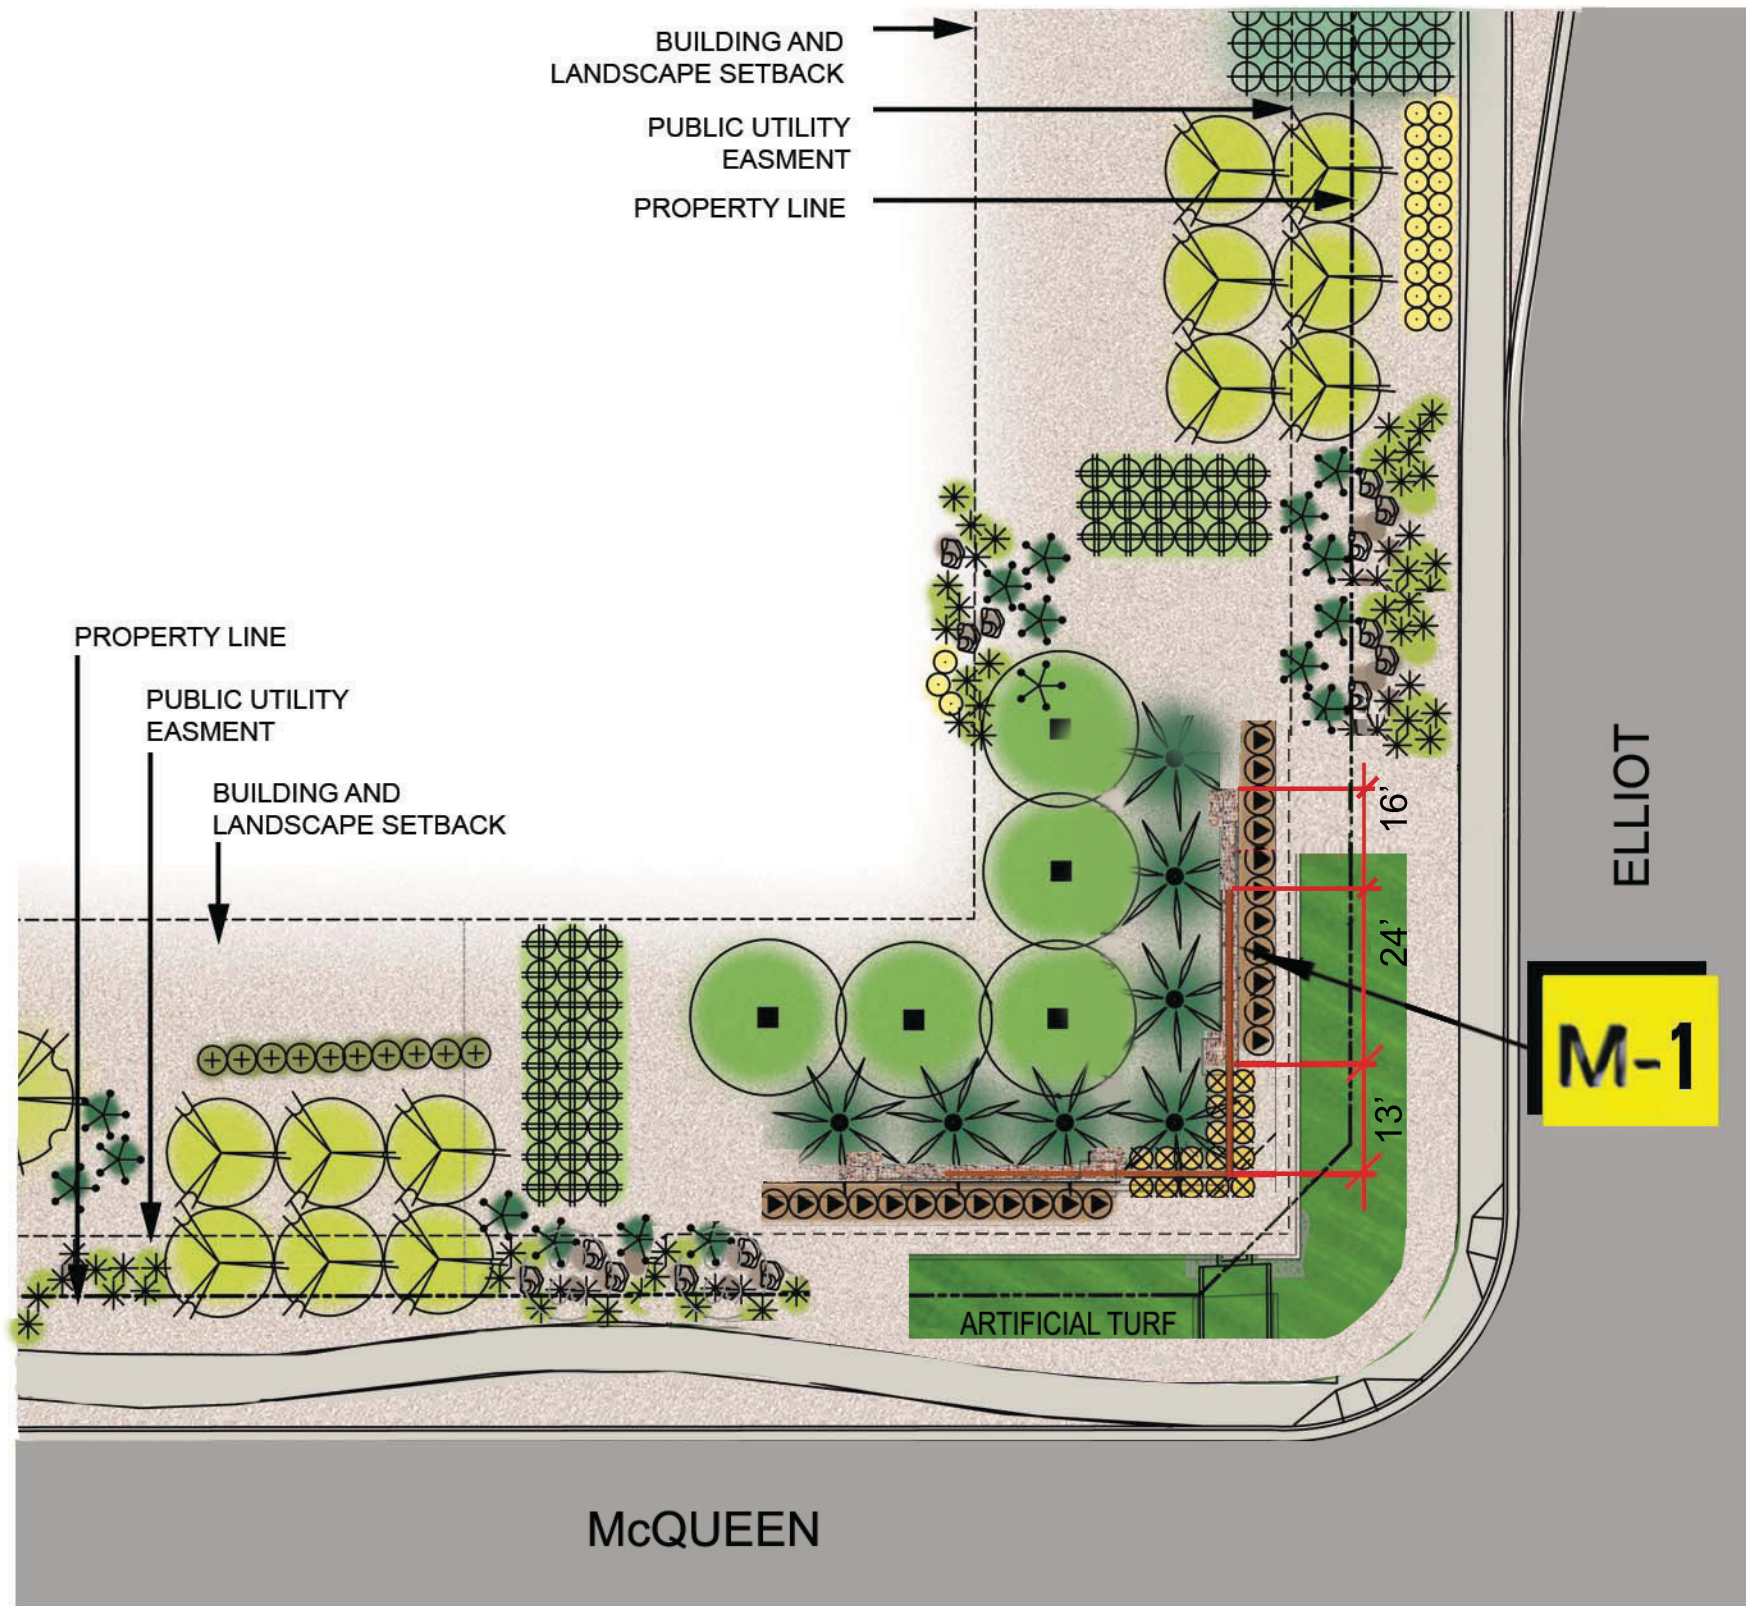 BUILDING AND
LANDSCAPE SETBACK
PUBLIC UTILITY
EASMENT
PROPERTY LINE
PROPERTY LINE
PUBLIC UTILITY
EASMENT
BUILDING AND
LANDSCAPE SETBACK
16'
24'
13'
ELLIOT
M-1
ARTIFICIAL TURF
McQUEEN